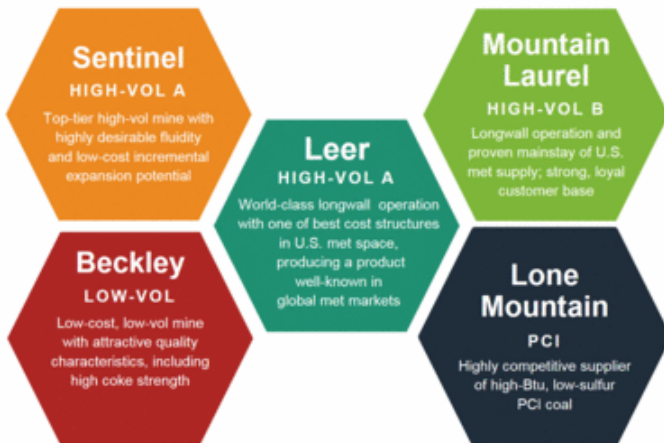 Sentinel
HIGH-VOL A
Top-tier high-vol mine with
highly desirable fluidity
and low-cost incremental
expansion potential
Mountain
Laurel
HIGH-VOL B
Longwall operation and
proven mainstay of U.S.
met supply; strong, loyal
customer base
Leer
HIGH-VOL A
World-class longwall operation
with one of best cost structures
in U.S. met space,
producing a product
well-known in
global met markets
Beckley
LOW-VOL
Low-cost, low-vol mine
with attractive quality
characteristics, including
high coke strength
Lone
Mountain
PCI
Highly competitive supplier
of high-Btu, low-sulfur
PCI coal